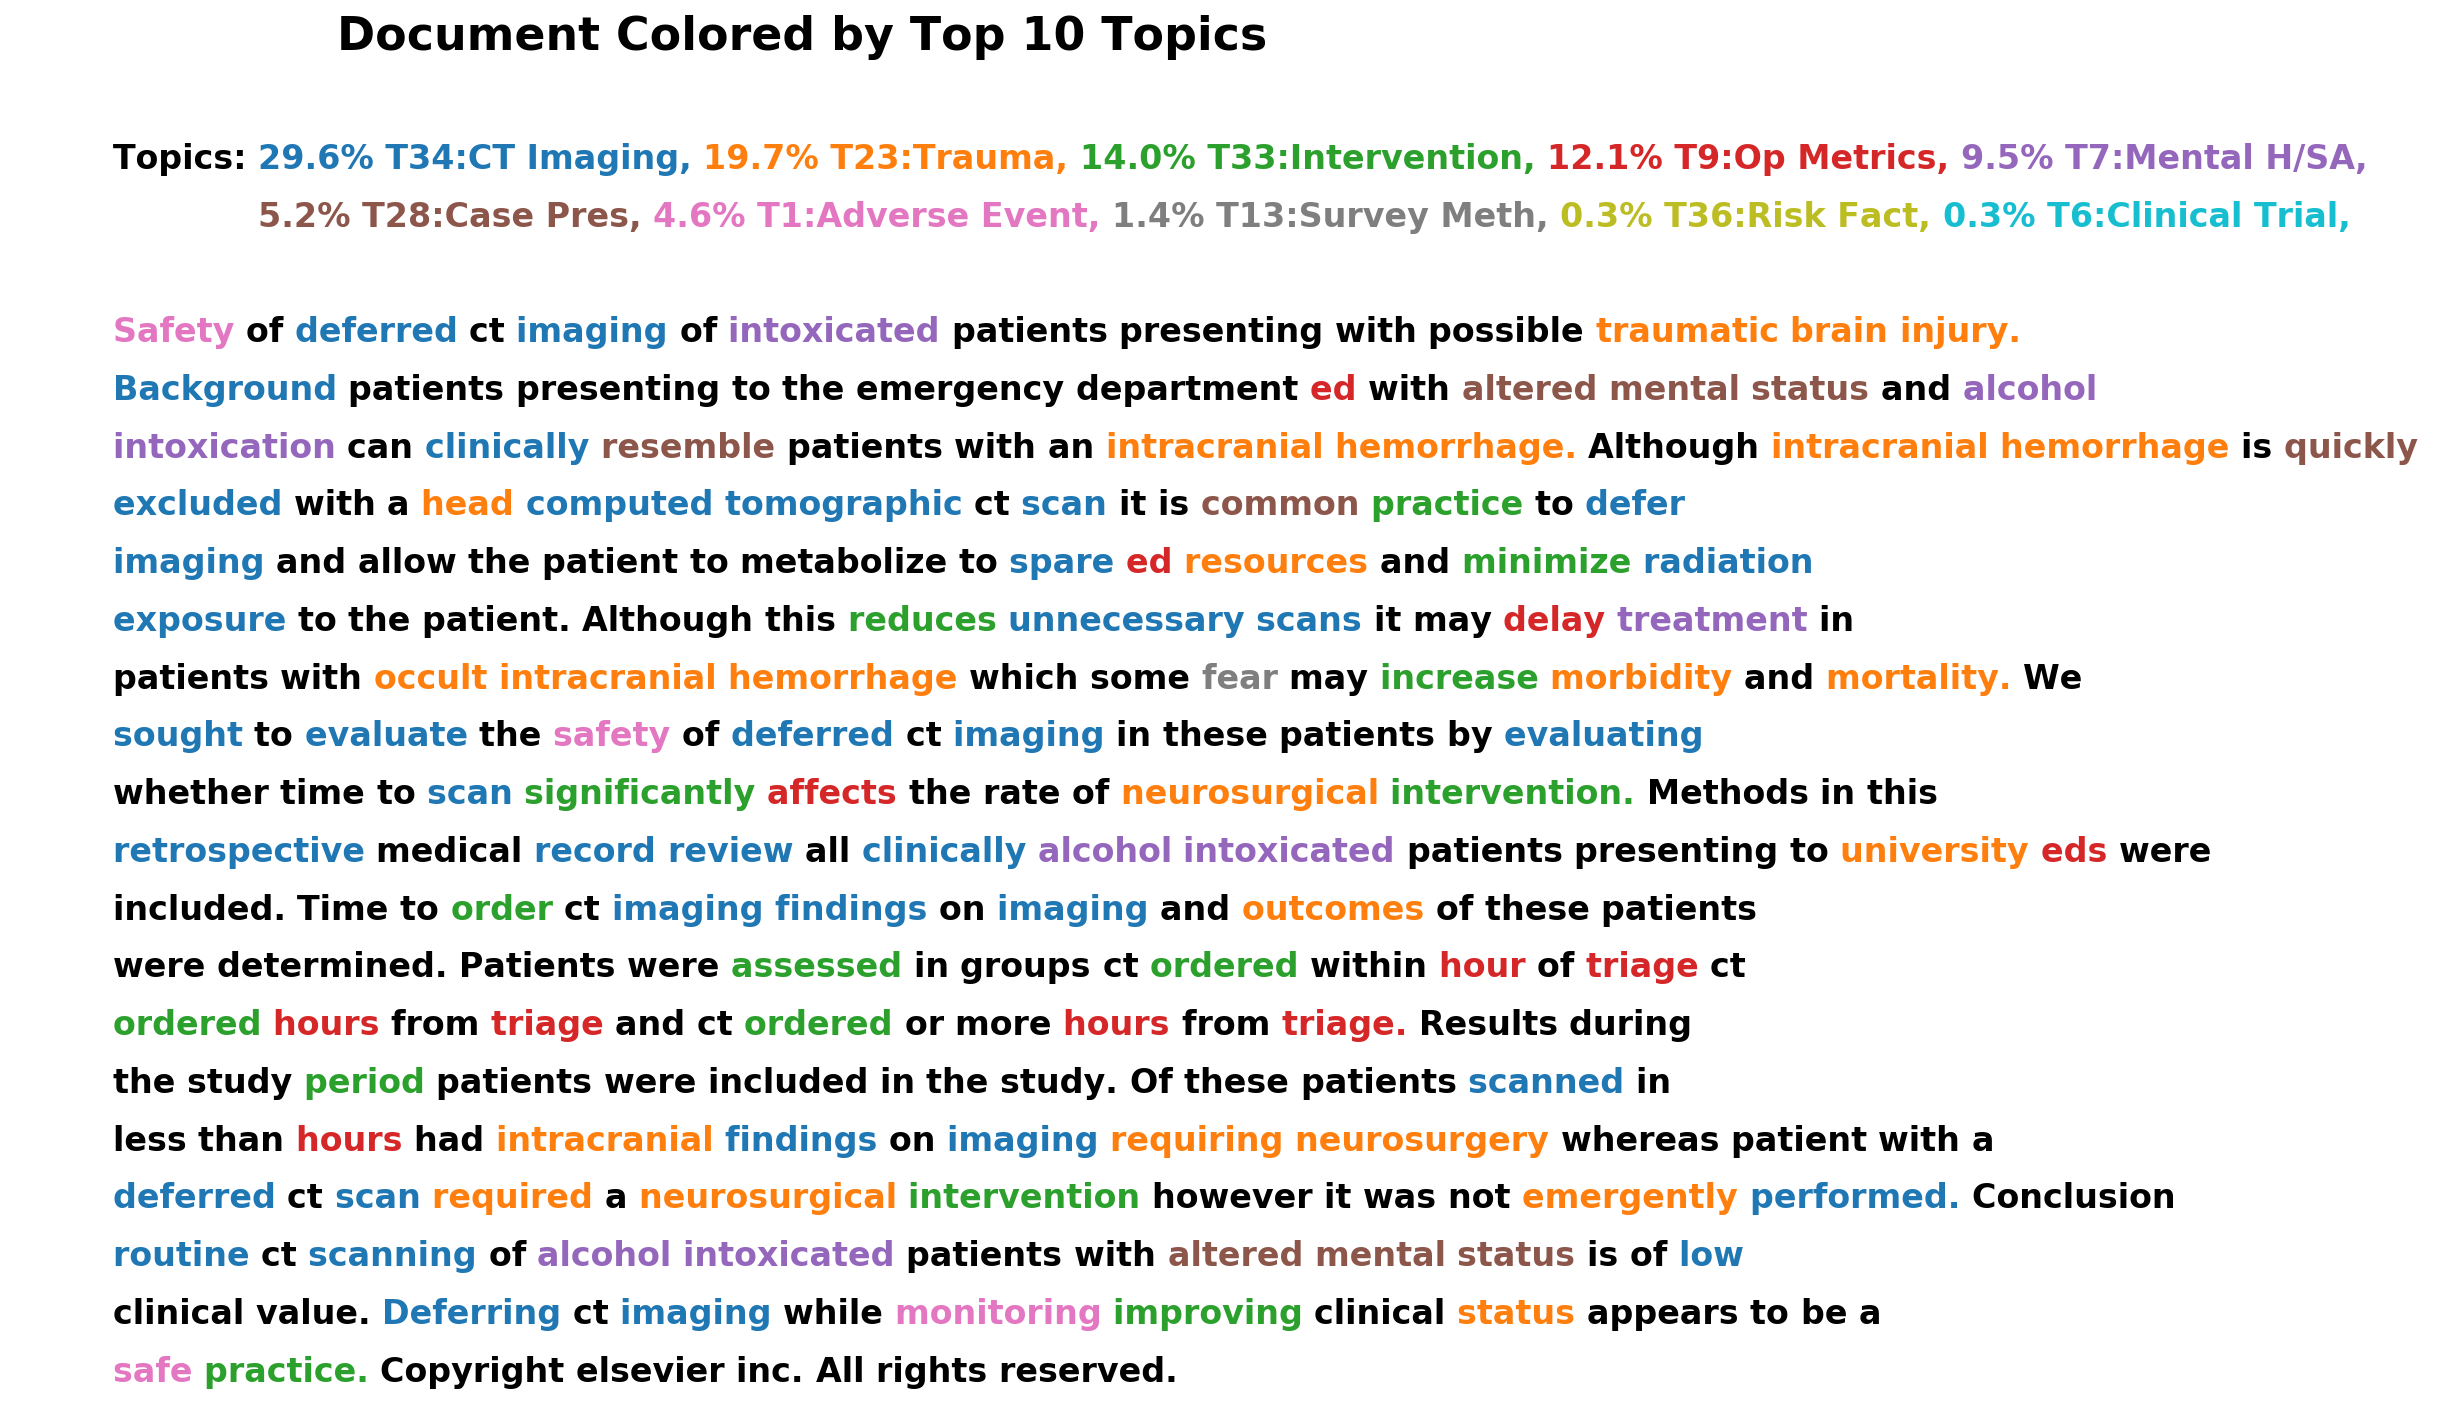 Document Colored by Top 10 Topics
Topics: 29.6% T34:CT Imaging, 19.7% T23:Trauma, 14.0% T33:Intervention, 12.1% T9:Op Metrics, 9.5% T7:Mental H/SA,
5.2% T28:Case Pres, 4.6% T1:Adverse Event, 1.4% T13:Survey Meth, 0.3% T36:Risk Fact, 0.3% T6:Clinical Trial,
Safety of deferred ct imaging of intoxicated patients presenting with possible traumatic brain injury.
Background patients presenting to the emergency department ed with altered mental status and alcohol
intoxication can clinically resemble patients with an intracranial hemorrhage. Although intracranial hemorrhage is quickly
excluded with a head computed tomographic ct scan it is common practice to defer
imaging and allow the patient to metabolize to spare ed resources and minimize radiation
exposure to the patient. Although this reduces unnecessary scans it may delay treatment in
patients with occult intracranial hemorrhage which some fear may increase morbidity and mortality. We
sought to evaluate the safety of deferred ct imaging in these patients by evaluating
whether time to scan significantly affects the rate of neurosurgical intervention. Methods in this
retrospective medical record review all clinically alcohol intoxicated patients presenting to university eds were
included. Time to order ct imaging findings on imaging and outcomes of these patients
were determined. Patients were assessed in groups ct ordered within hour of triage ct
ordered hours from triage and ct ordered or more hours from triage. Results during
the study period patients were included in the study. Of these patients scanned in
less than hours had intracranial findings on imaging requiring neurosurgery whereas patient with a
deferred ct scan required a neurosurgical intervention however it was not emergently performed. Conclusion
routine ct scanning of alcohol intoxicated patients with altered mental status is of low
clinical value. Deferring ct imaging while monitoring improving clinical status appears to be a
safe practice. Copyright elsevier inc. All rights reserved.